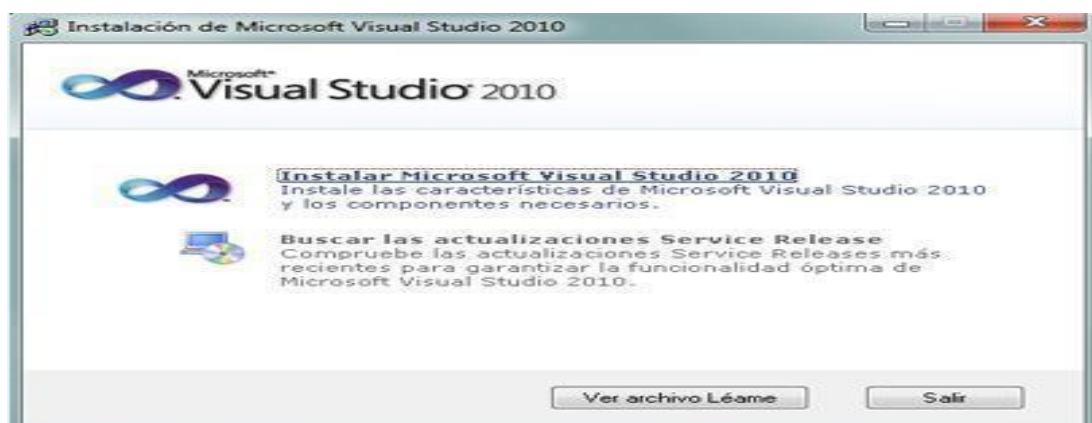 Instalación de Microsoft Visual Studio 2010
Microsoft®
Visual Studio® 2010
Instalar Microsoft Visual Studio 2010
Instale las características de Microsoft Visual Studio 2010
y los componentes necesarios.
Buscar las actualizaciones Service Release
Compruebe las actualizaciones Service Releases más
recientes para garantizar la funcionalidad óptima de
Microsoft Visual Studio 2010.
Ver archivo Léame
Salir